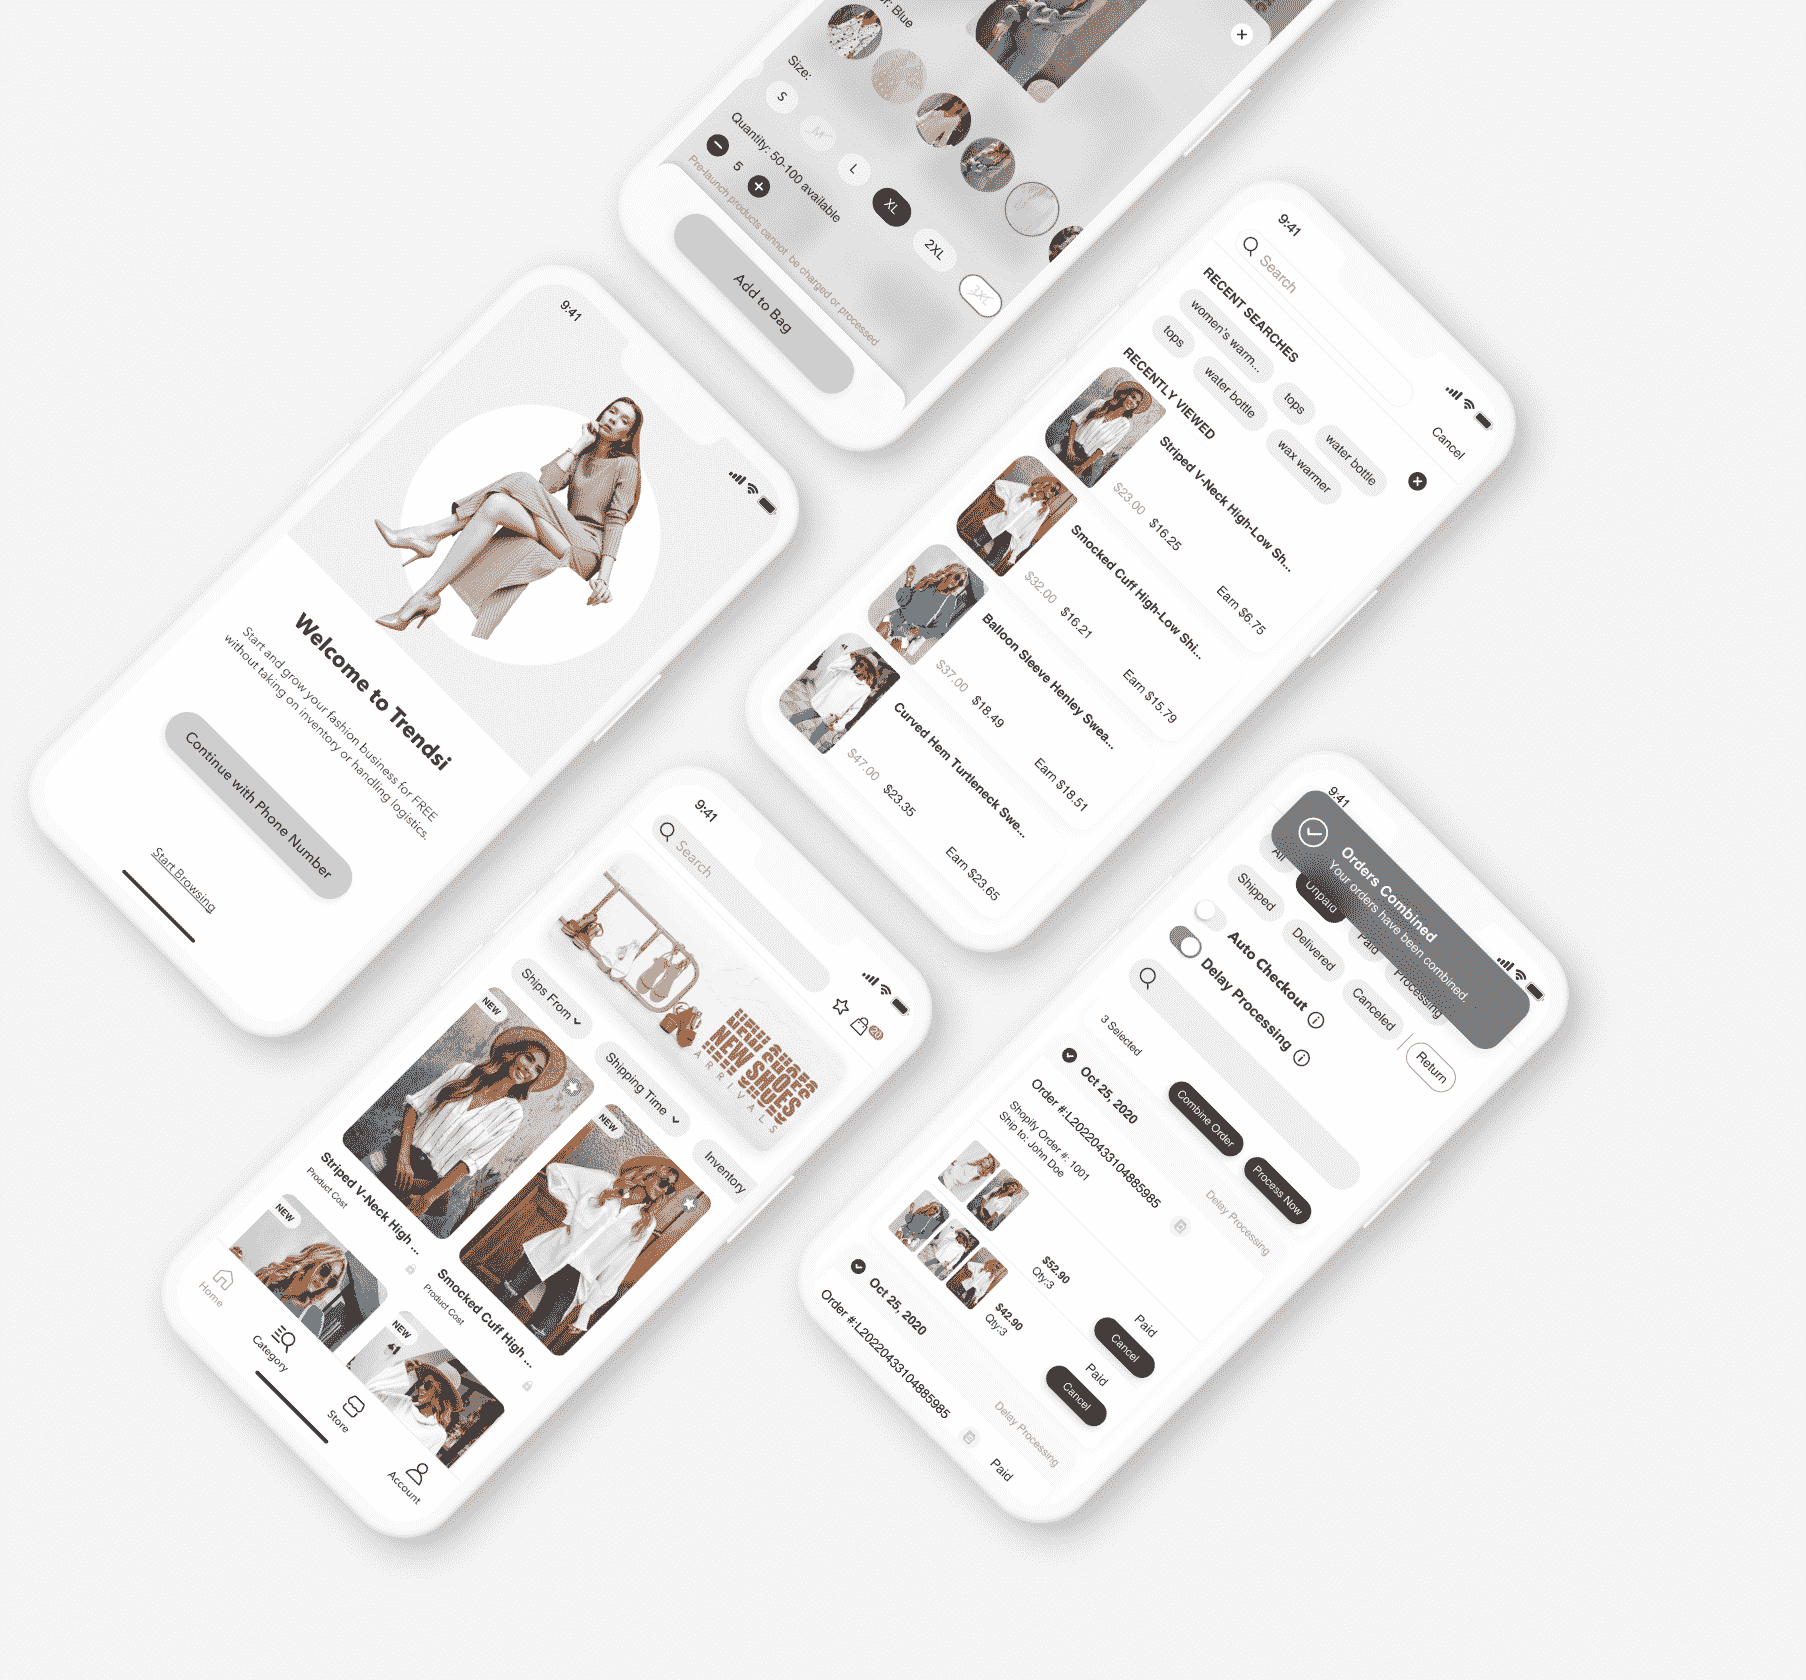 : Blue
Size:
S
M
L
XL
2XL
3XL
Quantity: 50-100 available
5
Pre-launch products cannot be charged or processed
Add to Bag
9:41
Welcome to Trendsi
Start and grow your fashion business for FREE
without taking on inventory or handling logistics.
Continue with Phone Number
Start Browsing
9:41
Search
Cancel
RECENT SEARCHES
women's warm...
tops
water bottle
tops
water bottle
wax warmer
RECENTLY VIEWED
Striped V-Neck High-Low Sh...
$23.00 $16.25
Earn $6.75
Smocked Cuff High-Low Shi...
$32.00 $16.21
Earn $15.79
Balloon Sleeve Henley Swea...
$37.00 $18.49
Earn $18.51
Curved Hem Turtleneck Swe...
$47.00 $23.35
Earn $23.65
9:41
Search
20
NEW SHOES
NEW SHOES
NEW SHOES
ARRIVALS
Ships From
Shipping Time
Inventory
NEW
Striped V-Neck High ...
Product Cost
NEW
Smocked Cuff High ...
Product Cost
NEW
NEW
Home
Category
Store
Account
9:41
Orders Combined
Your orders have been combined.
All
Unpaid
Paid
Processing
Shipped
Delivered
Canceled
Return
Auto Checkout
Delay Processing
3 Selected
Combine Order
Process Now
Oct 25, 2020
Order #:L20220433104885985
Delay Processing
Shopify Order #: 1001
Ship to: John Doe
$52.90
Qty:3
Paid
Cancel
$42.90
Qty:3
Paid
Cancel
Oct 25, 2020
Order #:L20220433104885985
Delay Processing
Paid